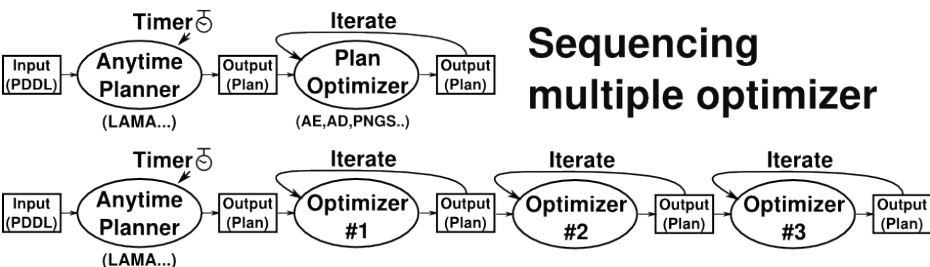 Timer
Iterate
Input
(PDDL)
Anytime
Planner
Output
(Plan)
Plan
Optimizer
Output
(Plan)
(LAMA...)
(AE,AD,PNGS..)
Sequencing
multiple optimizer
Timer
Iterate
Iterate
Iterate
Input
(PDDL)
Anytime
Planner
Output
(Plan)
Optimizer
#1
Output
(Plan)
Optimizer
#2
Output
(Plan)
Optimizer
#3
Output
(Plan)
(LAMA...)